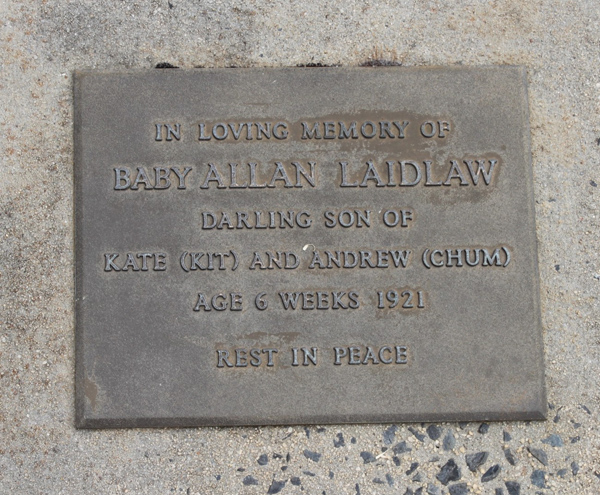 IN LOVING MEMORY OF
BABY ALLAN LAIDLAW
DARLING SON OF
KATE (KIT) AND ANDREW (CHUM)
AGE 6 WEEKS 1921
REST IN PEACE